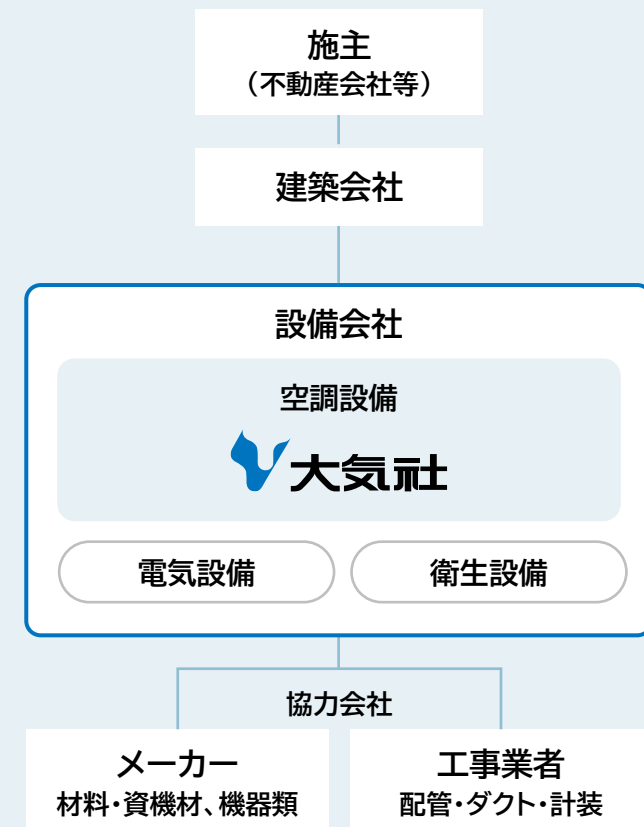 施主
（不動産会社等）
建築会社
設備会社
空調設備
大気社
電気設備
衛生設備
協力会社
メーカー
材料・資機材、機器類
工事業者
配管・ダクト・計装